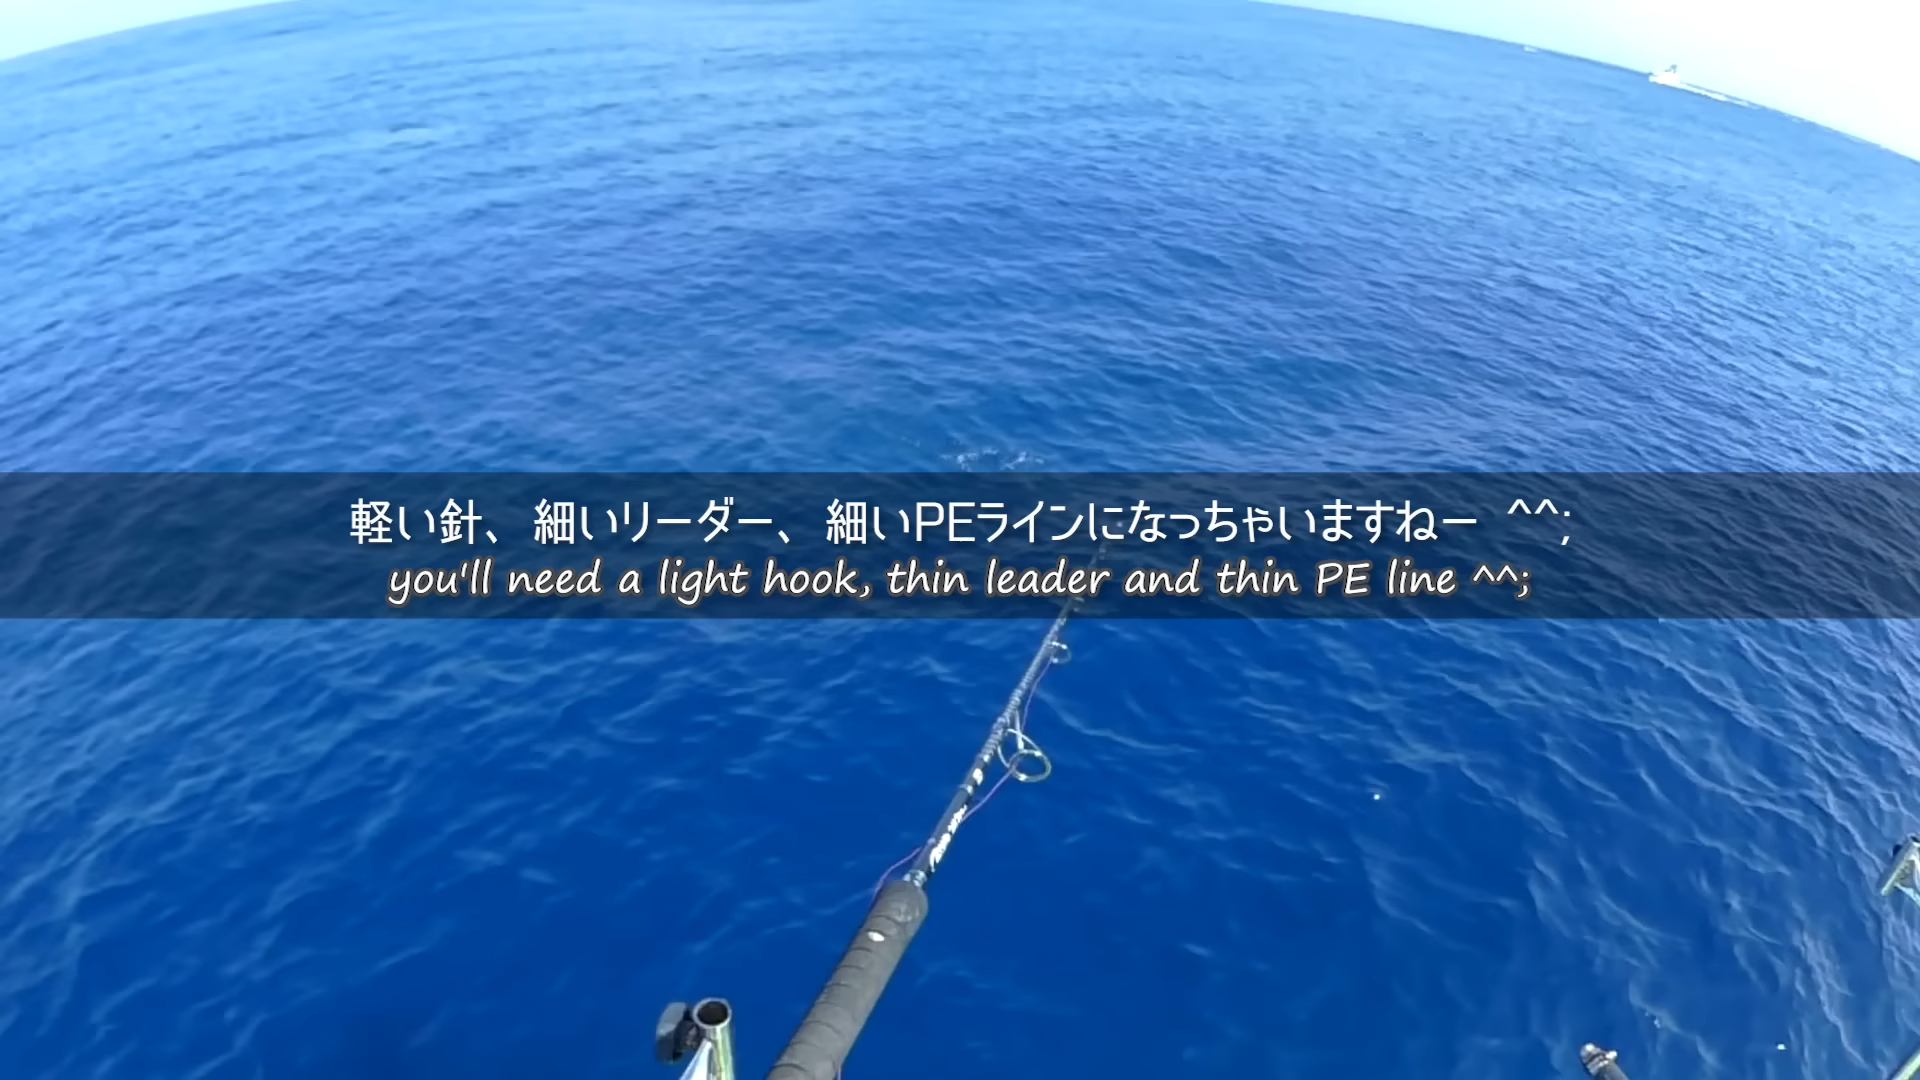 軽い針、細いリーダー、細いPEラインになっちゃいますねー ^^;
you'll need a light hook, thin leader and thin PE line ^^;